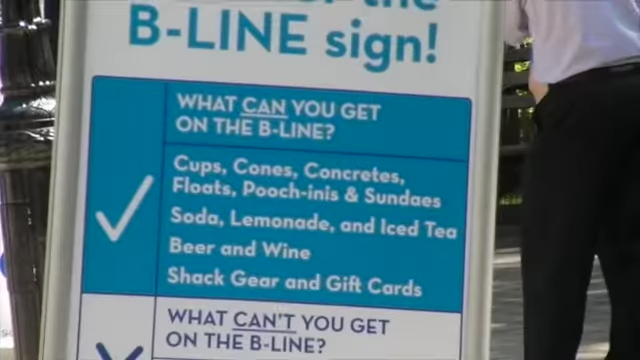 the
B-LINE sign!
WHAT CAN YOU GET
ON THE B-LINE?
Cups, Cones, Concretes,
Floats, Pooch-inis & Sundaes
Soda, Lemonade, and Iced Tea
Beer and Wine
Shack Gear and Gift Cards
WHAT CAN'T YOU GET
ON THE B-LINE?